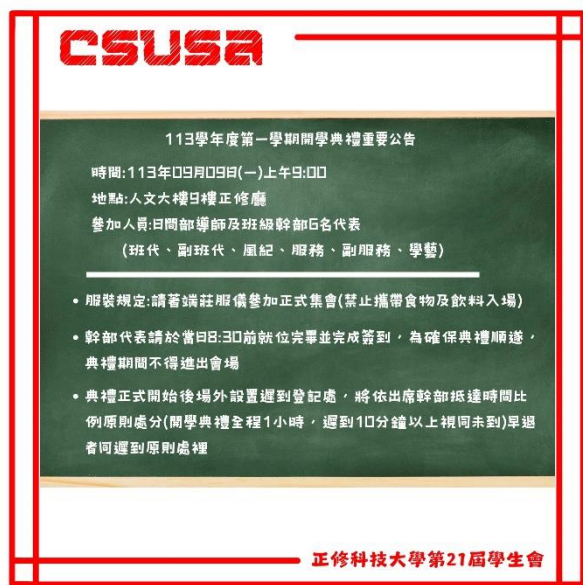 CSUSA
113學年度第一學期開學典禮重要公告
時間:113年09月09日(一)上午9:00
地點:人文大樓9樓正修廳
參加人員:日間部導師及班級幹部6名代表
(班代、副班代、風紀、服務、副服務、學藝)
• 服裝規定:請著端莊服儀參加正式集會(禁止攜帶食物及飲料入場)
• 幹部代表請於當日8:30前就位完畢並完成簽到，為確保典禮順遂，
典禮期間不得進出會場
• 典禮正式開始後場外設置遲到登記處，將依出席幹部抵達時間比
例原則處分(開學典禮全程1小時，遲到10分鐘以上視同未到)早退
者同遲到原則處裡
正修科技大學第21屆學生會